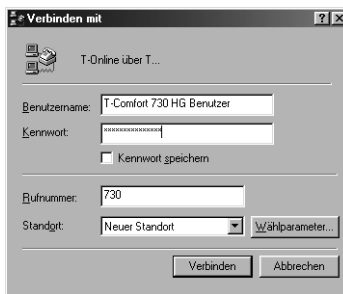 Verbinden mit
T-Online über T...
Benutzername: T-Comfort 730 HG Benutzer
Kennwort: xxxxxxxxxxxxxxx
Kennwort speichern
Rufnummer: 730
Standort: Neuer Standort Wählparameter...
Verbinden Abbrechen